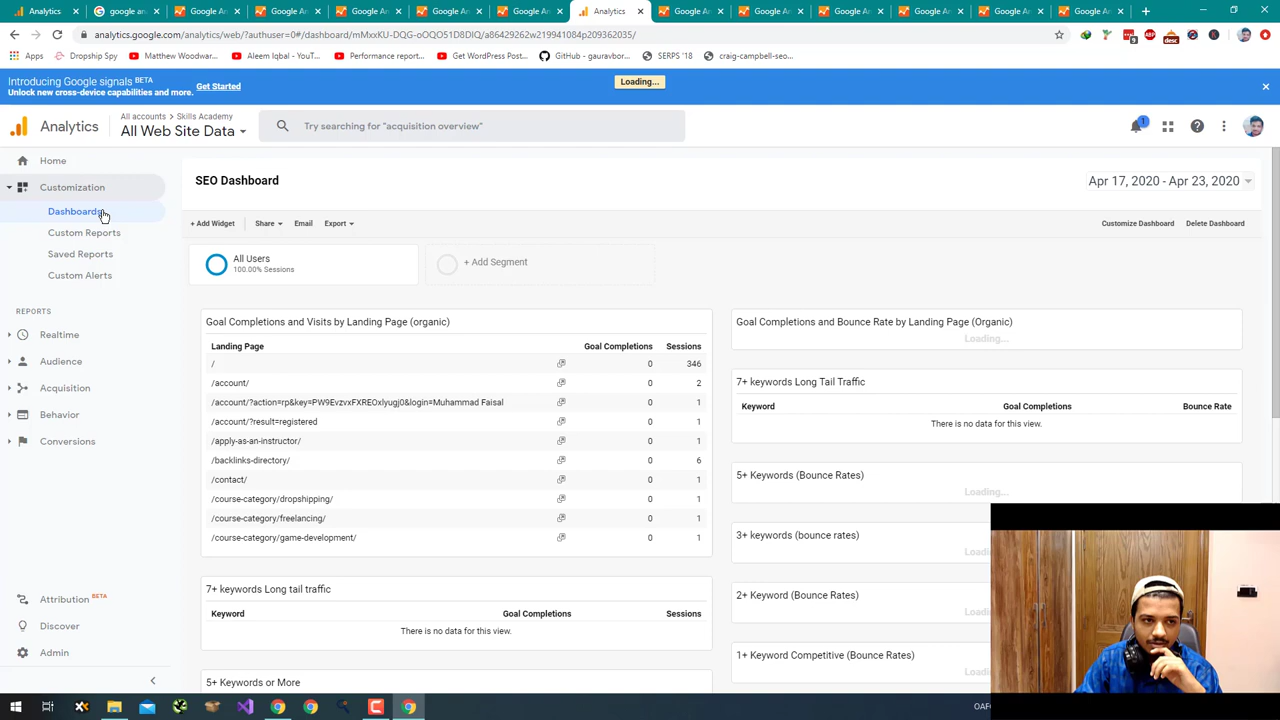 Analytics
google an
Google An
Google An
Google An
Google An
Google An
Analytics
Google An
Google An
Google An
Google An
Google An
Google An
analytics.google.com/analytics/web/?authuser=0#/dashboard/mMxxKU-DQG-oOQO51D8DIQ/a86429262w219941084p209362035/
Apps
Dropship Spy
Matthew Woodwar...
Aleem Iqbal - YouT...
Performance report...
Get WordPress Post...
GitHub - gauravbor...
SERPS '18
craig-campbell-seo...
Introducing Google signals BETA
Unlock new cross-device capabilities and more. Get Started
Loading...
Analytics
All accounts > Skills Academy
All Web Site Data
Try searching for "acquisition overview"
1
Home
Customization
Dashboards
Custom Reports
Saved Reports
Custom Alerts
REPORTS
Realtime
Audience
Acquisition
Behavior
Conversions
Attribution BETA
Discover
Admin
SEO Dashboard
Apr 17, 2020 - Apr 23, 2020
+ Add Widget
Share
Email
Export
Customize Dashboard
Delete Dashboard
All Users
100.00% Sessions
+ Add Segment
Goal Completions and Visits by Landing Page (organic)
Landing Page Goal Completions Sessions
/ 0 346
/account/ 0 2
/account/?action=rp&key=PW9EvzvxFXREOxlyugj0&login=Muhammad Faisal 0 1
/account/?result=registered 0 1
/apply-as-an-instructor/ 0 1
/backlinks-directory/ 0 6
/contact/ 0 1
/course-category/dropshipping/ 0 1
/course-category/freelancing/ 0 1
/course-category/game-development/ 0 1
7+ keywords Long tail traffic
Keyword Goal Completions Sessions
There is no data for this view.
5+ Keywords or More
Goal Completions and Bounce Rate by Landing Page (Organic)
Loading...
7+ keywords Long Tail Traffic
Keyword Goal Completions Bounce Rate
There is no data for this view.
5+ Keywords (Bounce Rates)
Loading...
3+ keywords (bounce rates)
Loadi
2+ Keyword (Bounce Rates)
Loadi
1+ Keyword Competitive (Bounce Rates)
Loadi